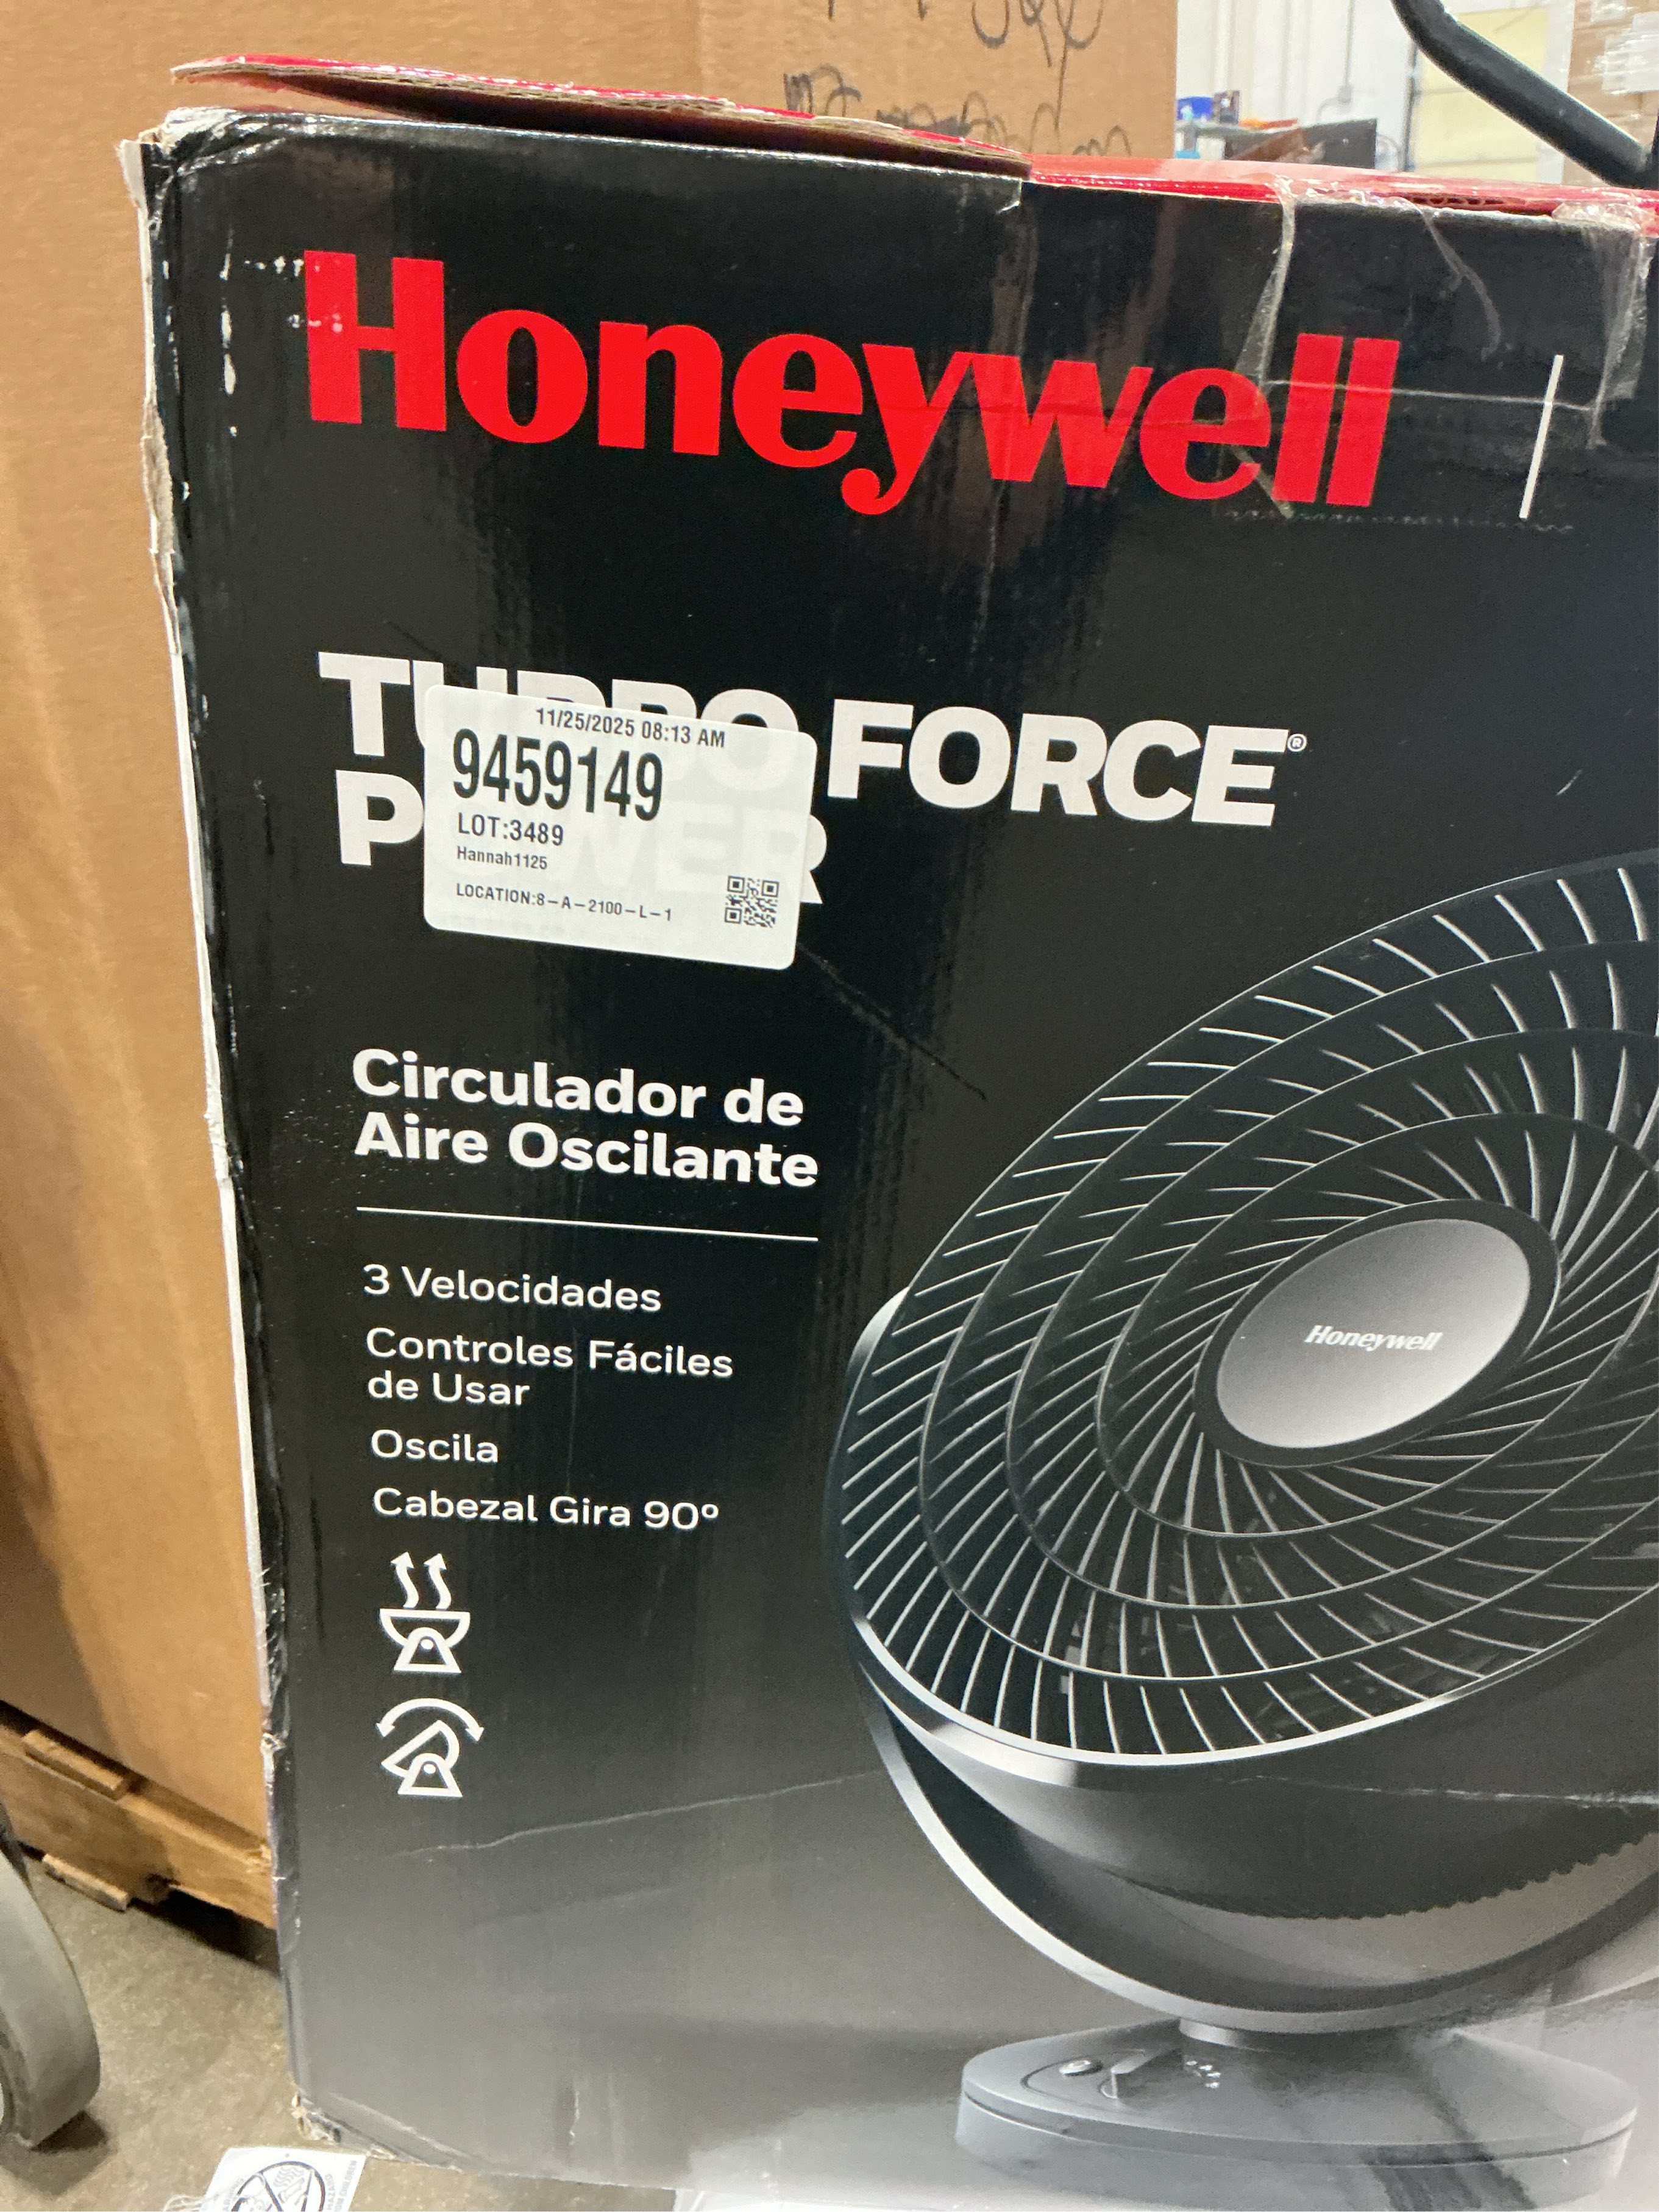 Honeywell
TURBO FORCE®
POWER
11/25/2025 08:13 AM
9459149
LOT:3489
Hannah1125
LOCATION:8-A-2100-L-1
Circulador de
Aire Oscilante
3 Velocidades
Controles Fáciles
de Usar
Oscila
Cabezal Gira 90º
Honeywell